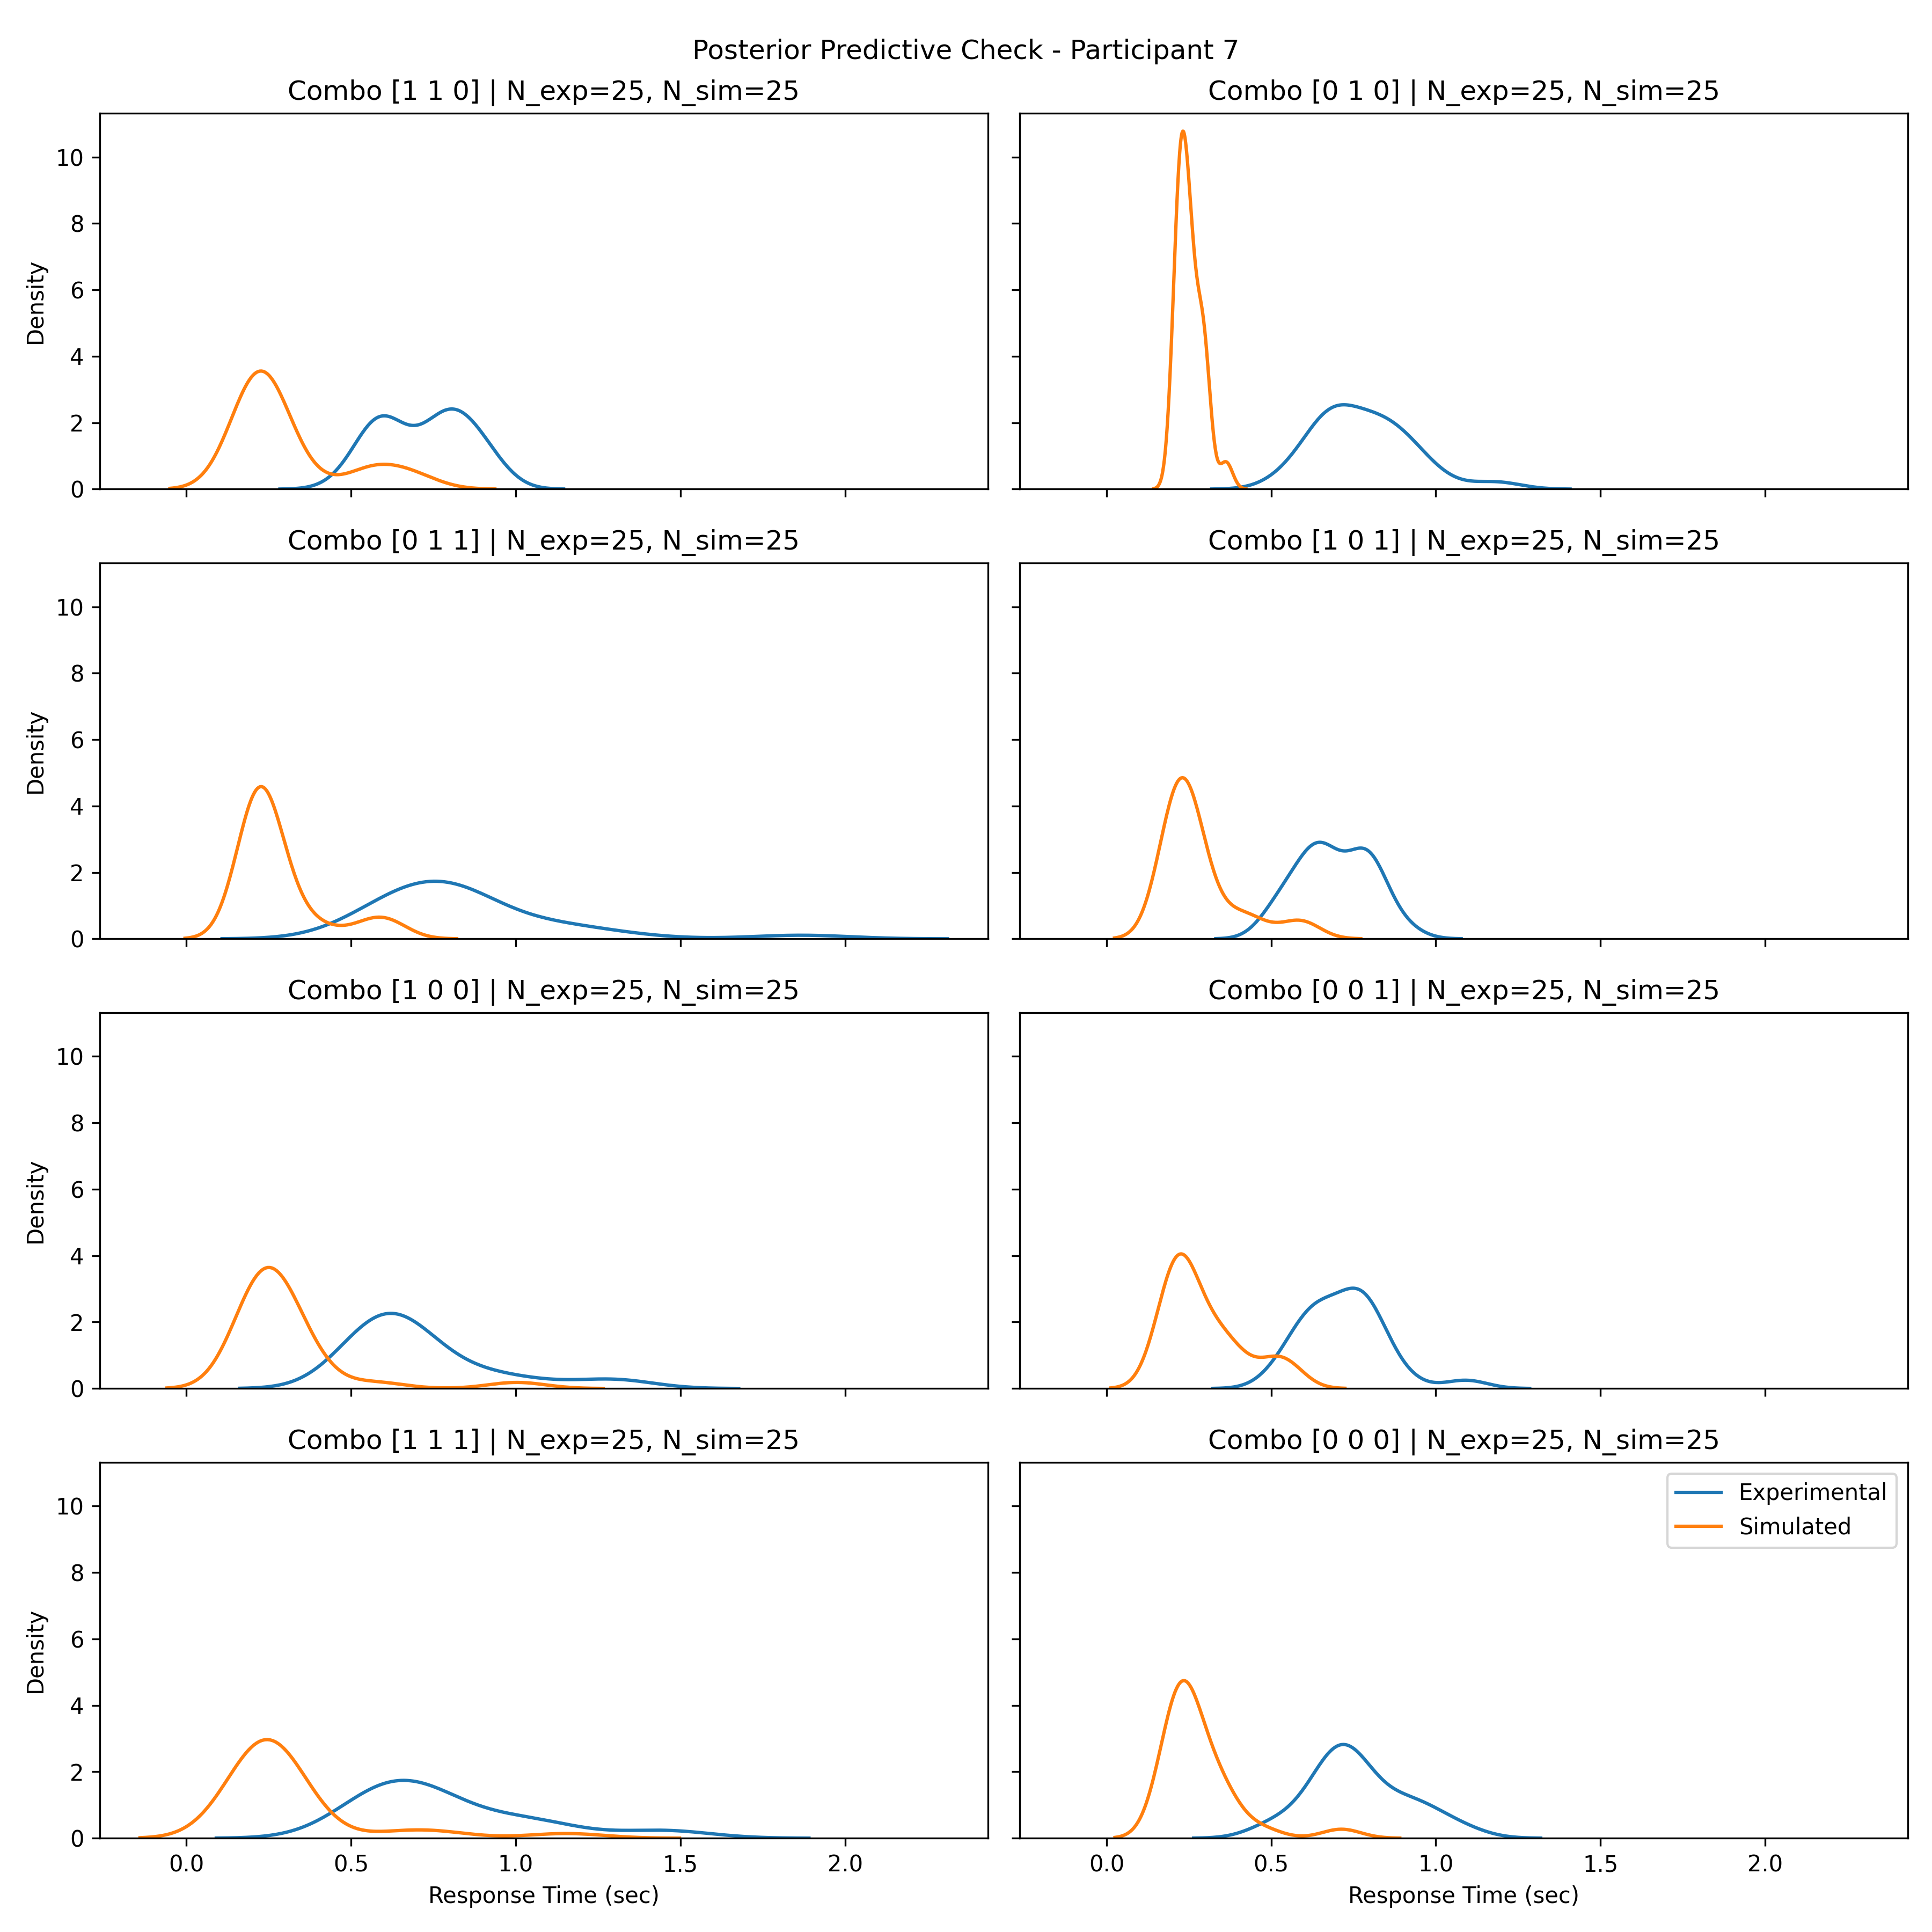 Posterior Predictive Check - Participant 7
Combo [1 1 0] | N_exp=25, N_sim=25
Combo [0 1 0] | N_exp=25, N_sim=25
Density
10
8
6
4
2
0
Combo [0 1 1] | N_exp=25, N_sim=25
Combo [1 0 1] | N_exp=25, N_sim=25
Density
10
8
6
4
2
0
Combo [1 0 0] | N_exp=25, N_sim=25
Combo [0 0 1] | N_exp=25, N_sim=25
Density
10
8
6
4
2
0
Combo [1 1 1] | N_exp=25, N_sim=25
Combo [0 0 0] | N_exp=25, N_sim=25
Density
10
8
6
4
2
0
Experimental
Simulated
0.0 0.5 1.0 1.5 2.0
0.0 0.5 1.0 1.5 2.0
Response Time (sec)
Response Time (sec)